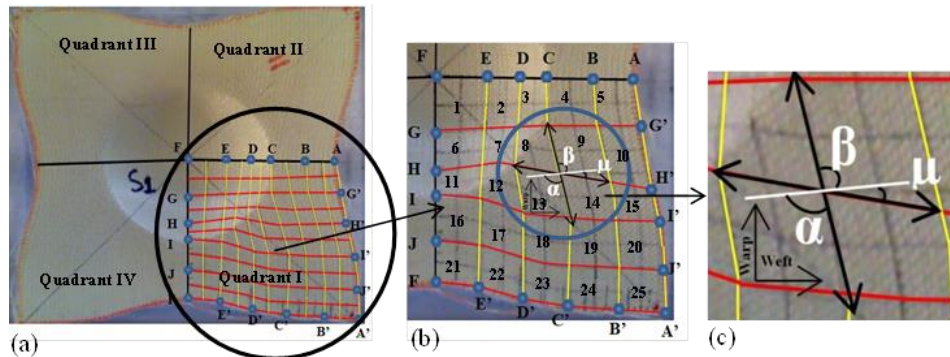 Quadrant III
Quadrant II
S1
F E D C B A
G
G'
H
H'
I
I'
J
J'
Quadrant I
Quadrant IV
E' D' C' B' A'
(a)
F E D C B A
1 2 3 4 5
G
G'
6 7 8 9 10
β
H
H'
11 12
α
μ
I
13 14 15
I'
Warp
16 17 18 19 20
J
J'
21 22 23 24 25
F
E' D' C' B' A'
(b)
β
μ
α
Warp
Weft
(c)